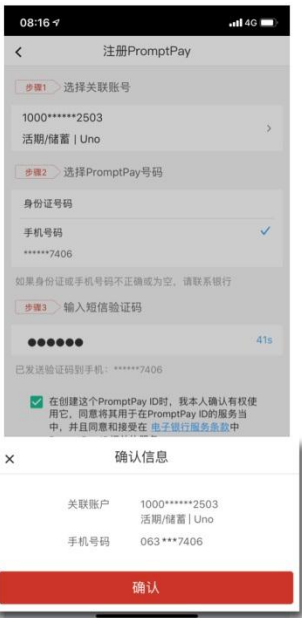 08:16
4G
注册PromptPay
步骤1 选择关联账号
1000******2503
活期/储蓄 | Uno
步骤2 选择PromptPay号码
身份证号码
手机号码
******7406
如果身份证或手机号码不正确或为空，请联系银行
步骤3 输入短信验证码
●●●●●● 41s
已发送验证码到手机：******7406
在创建这个PromptPay ID时，我本人确认有权使
用它，同意将其用于在PromptPay ID的服务当
中，并且同意和接受在 电子银行服务条款中
确认信息
关联账户 1000******2503
活期/储蓄 | Uno
手机号码 063***7406
确认